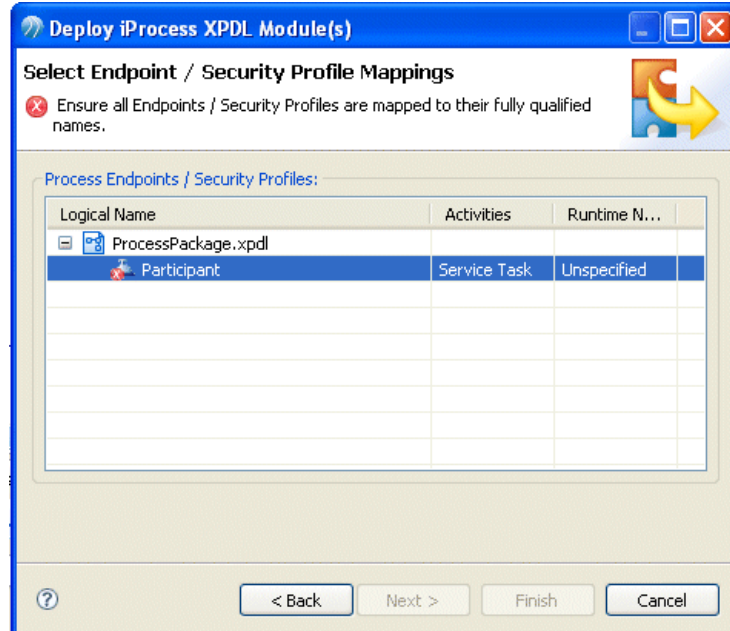 Deploy iProcess XPDL Module(s)
Select Endpoint / Security Profile Mappings
Ensure all Endpoints / Security Profiles are mapped to their fully qualified
names.
Process Endpoints / Security Profiles:
Logical Name Activities Runtime N...
ProcessPackage.xpdl
Participant Service Task Unspecified
< Back Next > Finish Cancel